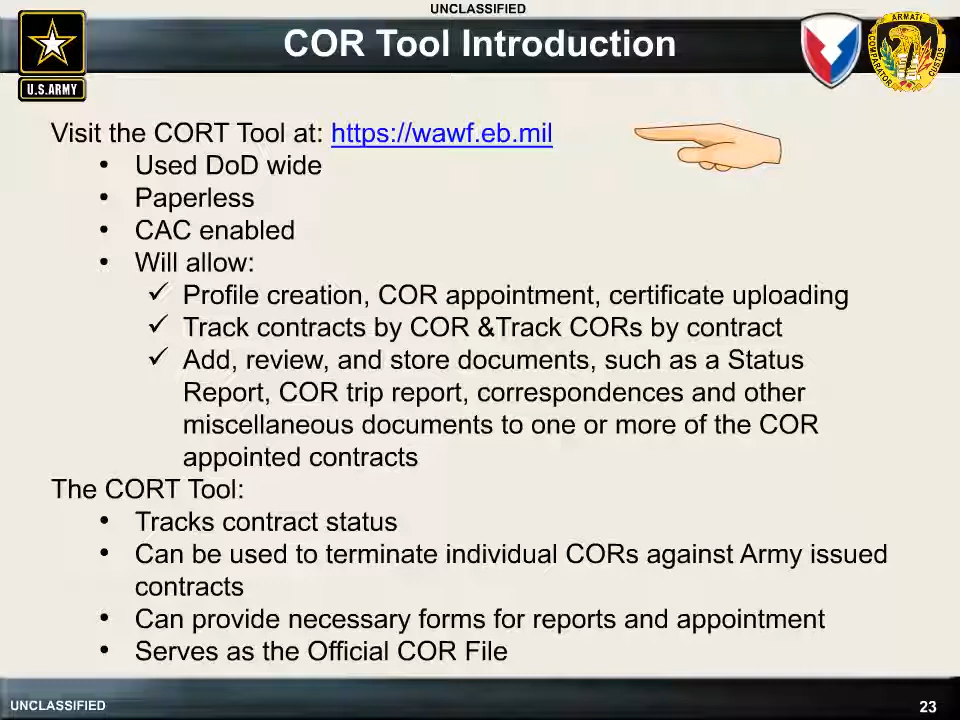 UNCLASSIFIED
COR Tool Introduction
U.S.ARMY
ARMATI
COMPARATOR
CUSTOS
Visit the CORT Tool at: https://wawf.eb.mil
• Used DoD wide
• Paperless
• CAC enabled
• Will allow:
✓ Profile creation, COR appointment, certificate uploading
✓ Track contracts by COR &Track CORs by contract
✓ Add, review, and store documents, such as a Status
Report, COR trip report, correspondences and other
miscellaneous documents to one or more of the COR
appointed contracts
The CORT Tool:
• Tracks contract status
• Can be used to terminate individual CORs against Army issued
contracts
• Can provide necessary forms for reports and appointment
• Serves as the Official COR File
UNCLASSIFIED
23